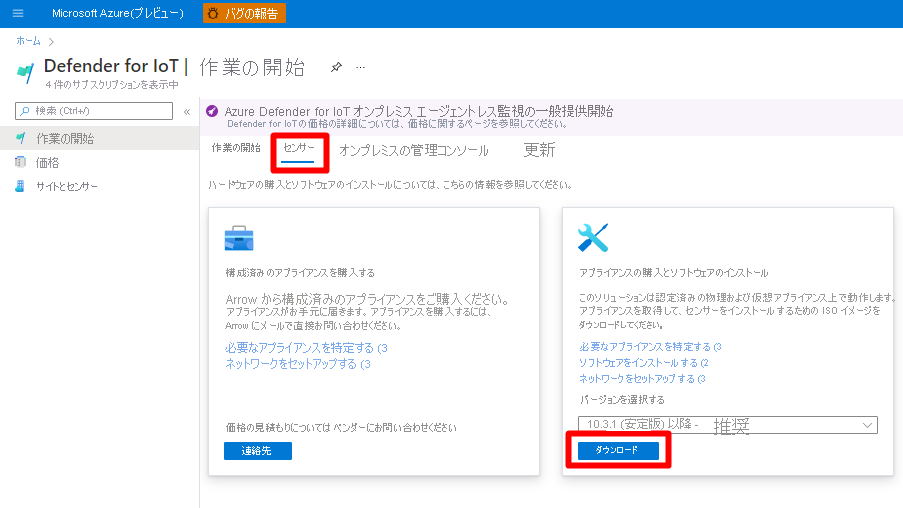 Microsoft Azure(プレビュー)
バグの報告
ホーム
Defender for IoT | 作業の開始
4 件のサブスクリプションを表示中
検索 (Ctrl+/)
作業の開始
価格
サイトとセンサー
Azure Defender for IoT オンプレミス エージェントレス監視の一般提供開始
Defender for IoT の価格の詳細については、価格に関するページを参照してください。
作業の開始
センサー
オンプレミスの管理コンソール
更新
ハードウェアの購入とソフトウェアのインストールについては、こちらの情報を参照してください。
構成済みのアプライアンスを購入する
Arrow から構成済みのアプライアンスをご購入ください。
アプライアンスがお手元に届きます。アプライアンスを購入するには、
Arrow にメールで直接お問い合わせください。
必要なアプライアンスを特定する (3
ネットワークをセットアップする (3
価格の見積もりについては ベンダーにお問い合わせください
連絡先
アプライアンスの購入とソフトウェアのインストール
このソリューションは認定済みの物理および仮想アプライアンス上で動作します。
アプライアンスを取得して、センサーをインストールするための ISO イメージを
ダウンロードしてください。
必要なアプライアンスを特定する (3
ソフトウェアをインストールする (2
ネットワークをセットアップする (3
バージョンを選択する
10.3.1 (安定版) 以降 - 推奨
ダウンロード